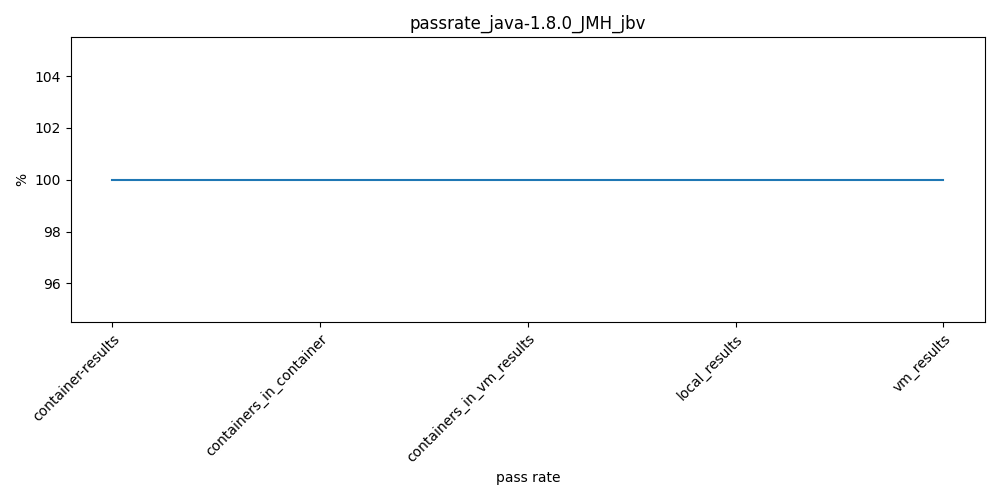 passrate_java-1.8.0_JMH_jbv
104
102
100
98
96
%
container-results
containers_in_container
containers_in_vm_results
local_results
vm_results
pass rate